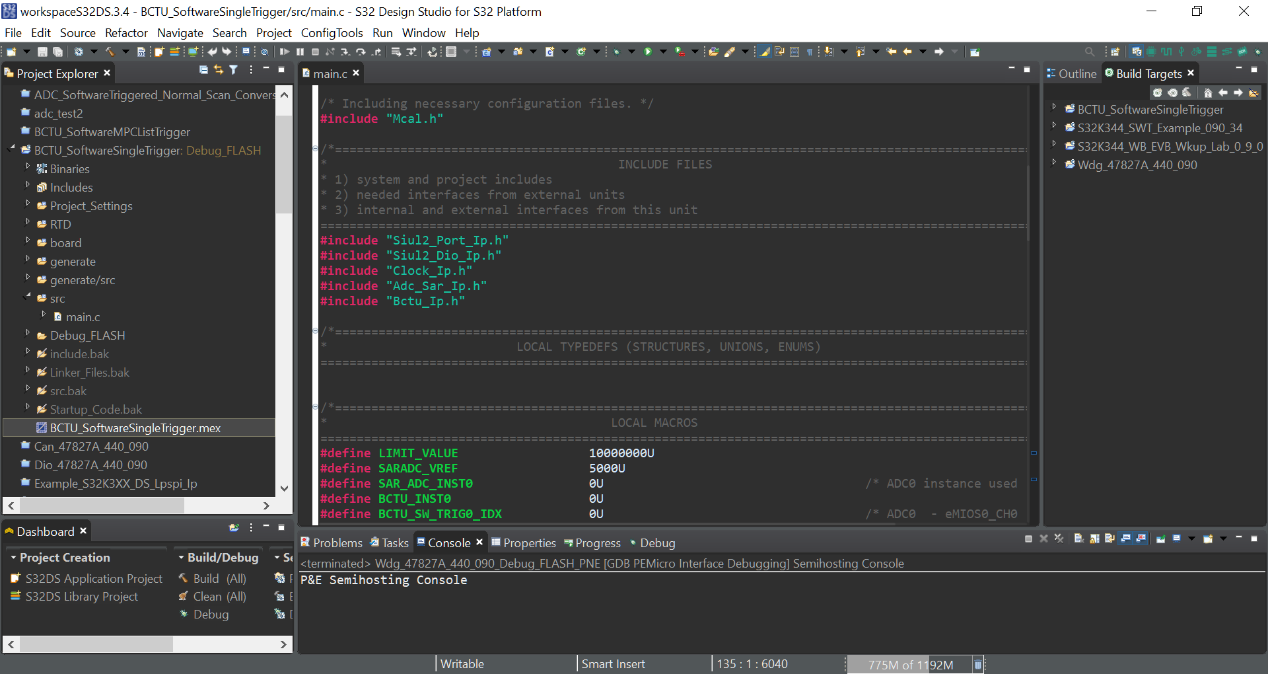 workspaceS32DS.3.4 - BCTU_SoftwareSingleTrigger/src/main.c - S32 Design Studio for S32 Platform
File Edit Source Refactor Navigate Search Project ConfigTools Run Window Help
Project Explorer
ADC_SoftwareTriggered_Normal_Scan_Convers
adc_test2
BCTU_SoftwareMPCListTrigger
BCTU_SoftwareSingleTrigger: Debug_FLASH
Binaries
Includes
Project_Settings
RTD
board
generate
generate/src
src
main.c
Debug_FLASH
include.bak
Linker_Files.bak
src.bak
Startup_Code.bak
BCTU_SoftwareSingleTrigger.mex
Can_47827A_440_090
Dio_47827A_440_090
Example_S32K3XX_DS_Lpspi_Ip
main.c
/* Including necessary configuration files. */
#include "Mcal.h"
/*==================================================================================================
* INCLUDE FILES
* 1) system and project includes
* 2) needed interfaces from external units
* 3) internal and external interfaces from this unit
==================================================================================================
#include "Siul2_Port_Ip.h"
#include "Siul2_Dio_Ip.h"
#include "Clock_Ip.h"
#include "Adc_Sar_Ip.h"
#include "Bctu_Ip.h"
/*==================================================================================================
* LOCAL TYPEDEFS (STRUCTURES, UNIONS, ENUMS)
==================================================================================================
/*==================================================================================================
* LOCAL MACROS
==================================================================================================
#define LIMIT_VALUE 10000000U
#define SARADC_VREF 5000U
#define SAR_ADC_INST0 0U /* ADC0 instance used
#define BCTU_INST0 0U
#define BCTU_SW_TRIG0_IDX 0U /* ADC0 - eMIOS0_CH0
Outline Build Targets
BCTU_SoftwareSingleTrigger
S32K344_SWT_Example_090_34
S32K344_WB_EVB_Wkup_Lab_0_9_0
Wdg_47827A_440_090
Dashboard
Project Creation
S32DS Application Project
S32DS Library Project
Build/Debug
Build (All)
Clean (All)
Debug
Problems Tasks Console Properties Progress Debug
<terminated> Wdg_47827A_440_090_Debug_FLASH_PNE [GDB PEMicro Interface Debugging] Semihosting Console
P&E Semihosting Console
Writable Smart Insert 135 : 1 : 6040 775M of 1192M